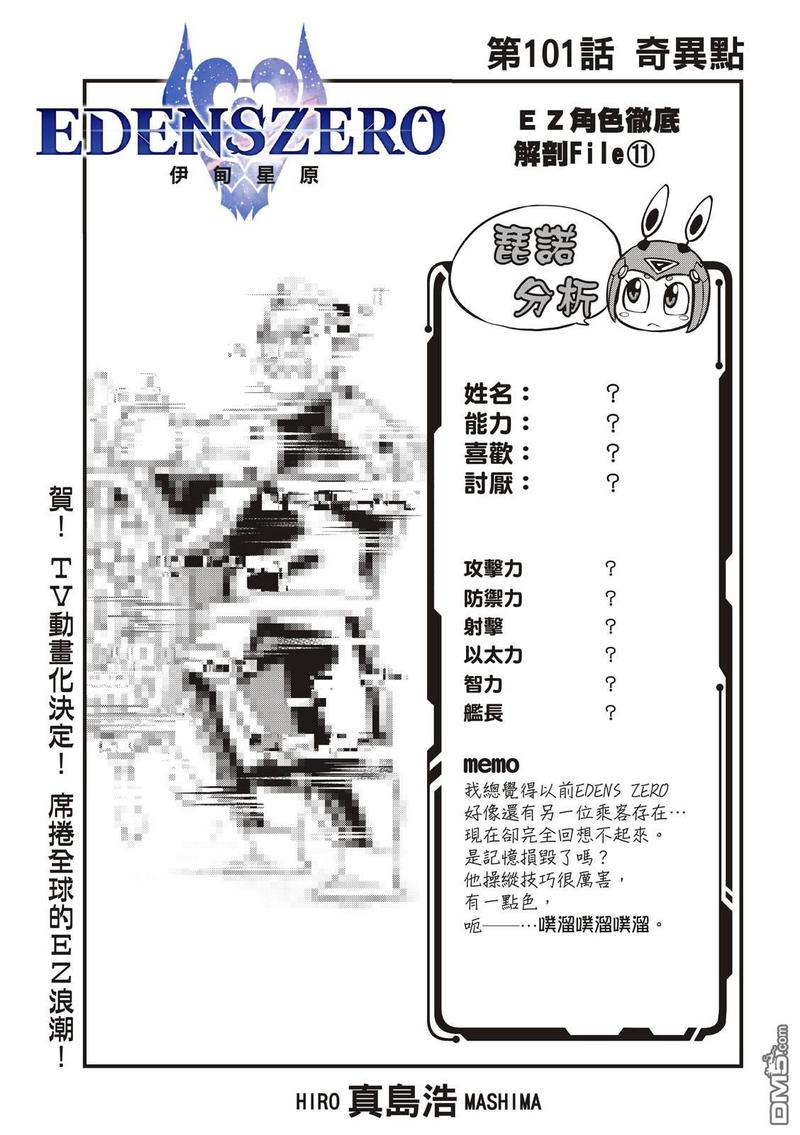 第101話 奇異點
EDENSZERO
伊甸星原
EZ角色徹底
解剖File⑪
琵諾
分析
姓名： ？
能力： ？
喜歡： ？
討厭： ？
攻擊力 ？
防禦力 ？
射擊 ？
以太力 ？
智力 ？
艦長 ？
memo
我總覺得以前EDENS ZERO
好像還有另一位乘客存在…
現在卻完全回想不起來。
是記憶損毀了嗎？
他操縱技巧很厲害，
有一點色，
呃——…噗溜噗溜噗溜。
賀！TV動畫化決定！席捲全球的EZ浪潮！
HIRO 真島浩 MASHIMA
DM5.com